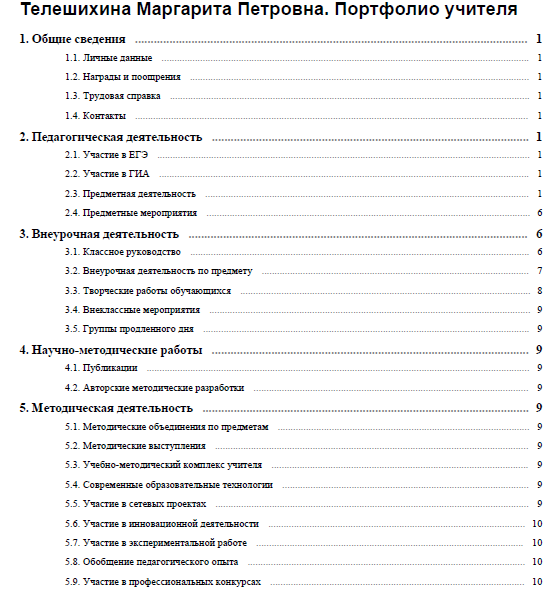 Телешихина Маргарита Петровна. Портфолио учителя
1. Общие сведения 1
1.1. Личные данные 1
1.2. Награды и поощрения 1
1.3. Трудовая справка 1
1.4. Контакты 1
2. Педагогическая деятельность 1
2.1. Участие в ЕГЭ 1
2.2. Участие в ГИА 1
2.3. Предметная деятельность 1
2.4. Предметные мероприятия 6
3. Внеурочная деятельность 6
3.1. Классное руководство 6
3.2. Внеурочная деятельность по предмету 7
3.3. Творческие работы обучающихся 8
3.4. Внеклассные мероприятия 9
3.5. Группы продленного дня 9
4. Научно-методические работы 9
4.1. Публикации 9
4.2. Авторские методические разработки 9
5. Методическая деятельность 9
5.1. Методические объединения по предметам 9
5.2. Методические выступления 9
5.3. Учебно-методический комплекс учителя 9
5.4. Современные образовательные технологии 9
5.5. Участие в сетевых проектах 9
5.6. Участие в инновационной деятельности 10
5.7. Участие в экспериментальной работе 10
5.8. Обобщение педагогического опыта 10
5.9. Участие в профессиональных конкурсах 10